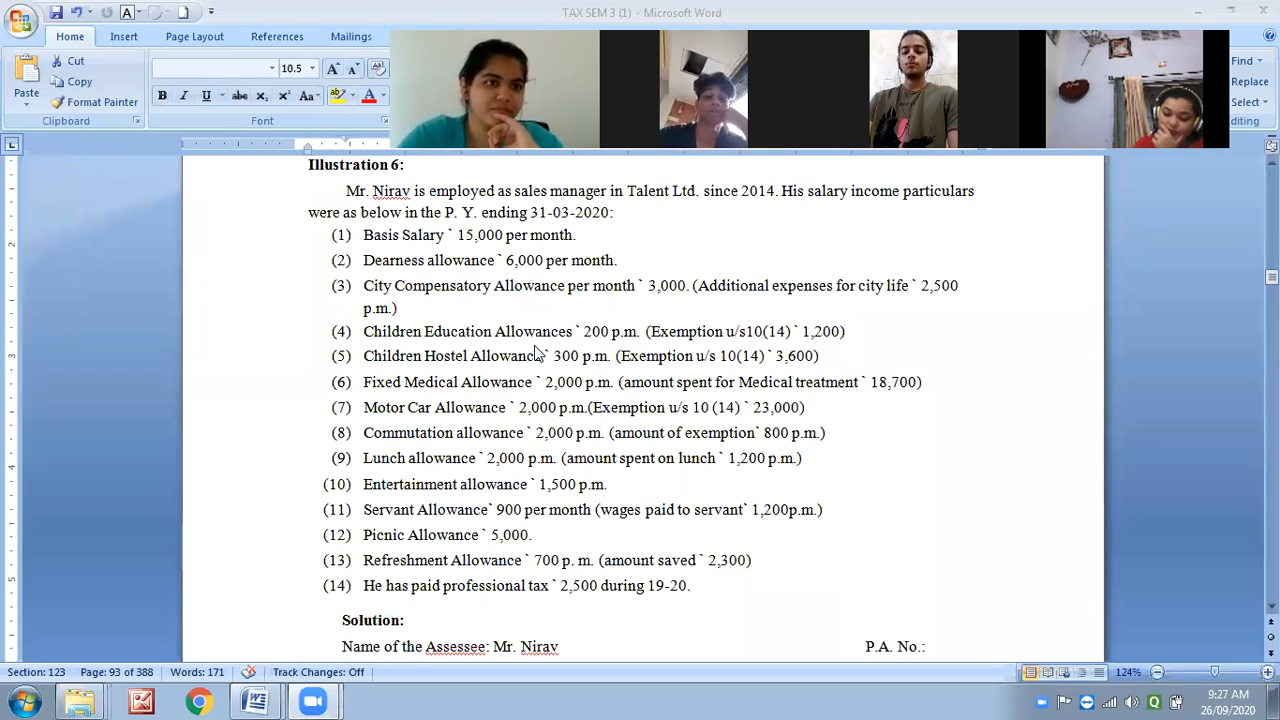 TAX SEM 3 (1) - Microsoft Word
Home Insert Page Layout References Mailings
Cut
Copy
Format Painter
Paste
Clipboard
10.5
Font
Find
Replace
Select
Illustration 6:
Mr. Nirav is employed as sales manager in Talent Ltd. since 2014. His salary income particulars
were as below in the P. Y. ending 31-03-2020:
(1) Basis Salary ` 15,000 per month.
(2) Dearness allowance ` 6,000 per month.
(3) City Compensatory Allowance per month ` 3,000. (Additional expenses for city life ` 2,500
p.m.)
(4) Children Education Allowances ` 200 p.m. (Exemption u/s10(14) ` 1,200)
(5) Children Hostel Allowance ` 300 p.m. (Exemption u/s 10(14) ` 3,600)
(6) Fixed Medical Allowance ` 2,000 p.m. (amount spent for Medical treatment ` 18,700)
(7) Motor Car Allowance ` 2,000 p.m.(Exemption u/s 10 (14) ` 23,000)
(8) Commutation allowance ` 2,000 p.m. (amount of exemption` 800 p.m.)
(9) Lunch allowance ` 2,000 p.m. (amount spent on lunch ` 1,200 p.m.)
(10) Entertainment allowance ` 1,500 p.m.
(11) Servant Allowance` 900 per month (wages paid to servant` 1,200p.m.)
(12) Picnic Allowance ` 5,000.
(13) Refreshment Allowance ` 700 p. m. (amount saved ` 2,300)
(14) He has paid professional tax ` 2,500 during 19-20.
Solution:
Name of the Assessee: Mr. Nirav P.A. No.:
Section: 123 Page: 93 of 388 Words: 171 Track Changes: Off 124%
9:27 AM
26/09/2020